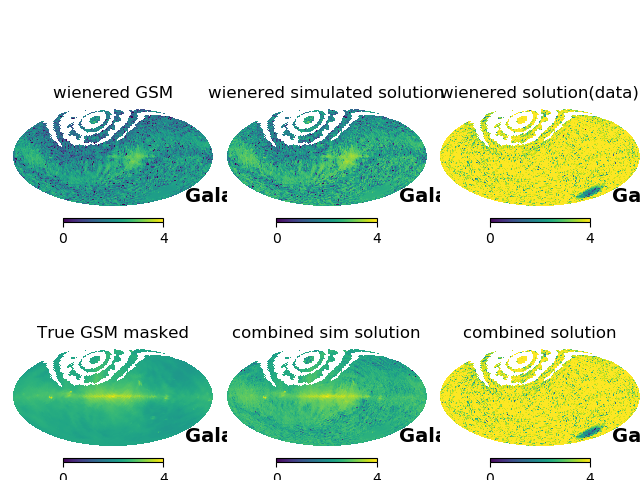 wienered GSM
wienered simulated solution
wienered solution(data)
Gala
Gala
Ga
0 4
0 4
0 4
True GSM masked
combined sim solution
combined solution
Gala
Gala
Ga
0 4
0 4
0 4